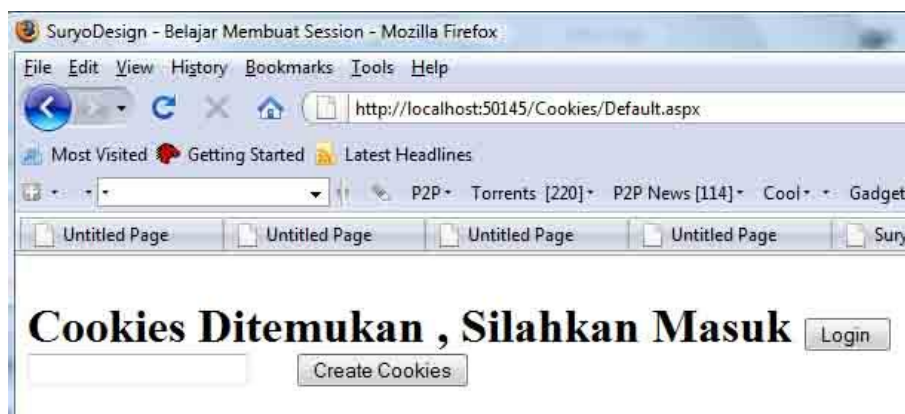 SuryoDesign - Belajar Membuat Session - Mozilla Firefox
File Edit View History Bookmarks Tools Help
http://localhost:50145/Cookies/Default.aspx
Most Visited Getting Started Latest Headlines
P2P Torrents [220] P2P News [114] Cool Gadget
Untitled Page Untitled Page Untitled Page Untitled Page Sury
Cookies Ditemukan , Silahkan Masuk Login
Create Cookies